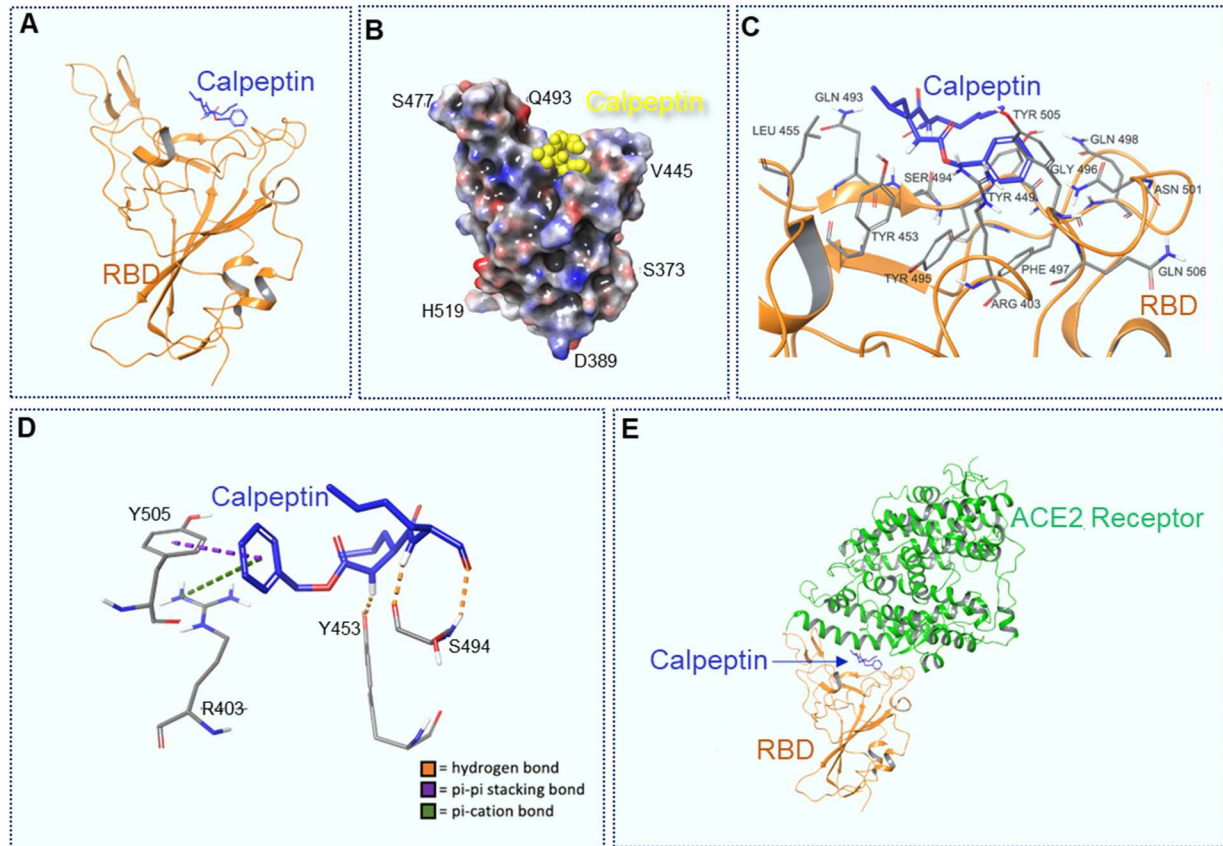 A
Calpeptin
RBD
B
S477
Q493
Calpeptin
V445
S373
H519
D389
C
Calpeptin
GLN 493
TYR 505
LEU 455
GLN 498
SER 494
GLY 496
TYR 449
ASN 501
TYR 453
TYR 495
PHE 497
GLN 506
ARG 403
RBD
D
Calpeptin
Y505
Y453
S494
R403
= hydrogen bond
= pi-pi stacking bond
= pi-cation bond
E
ACE2 Receptor
Calpeptin
RBD